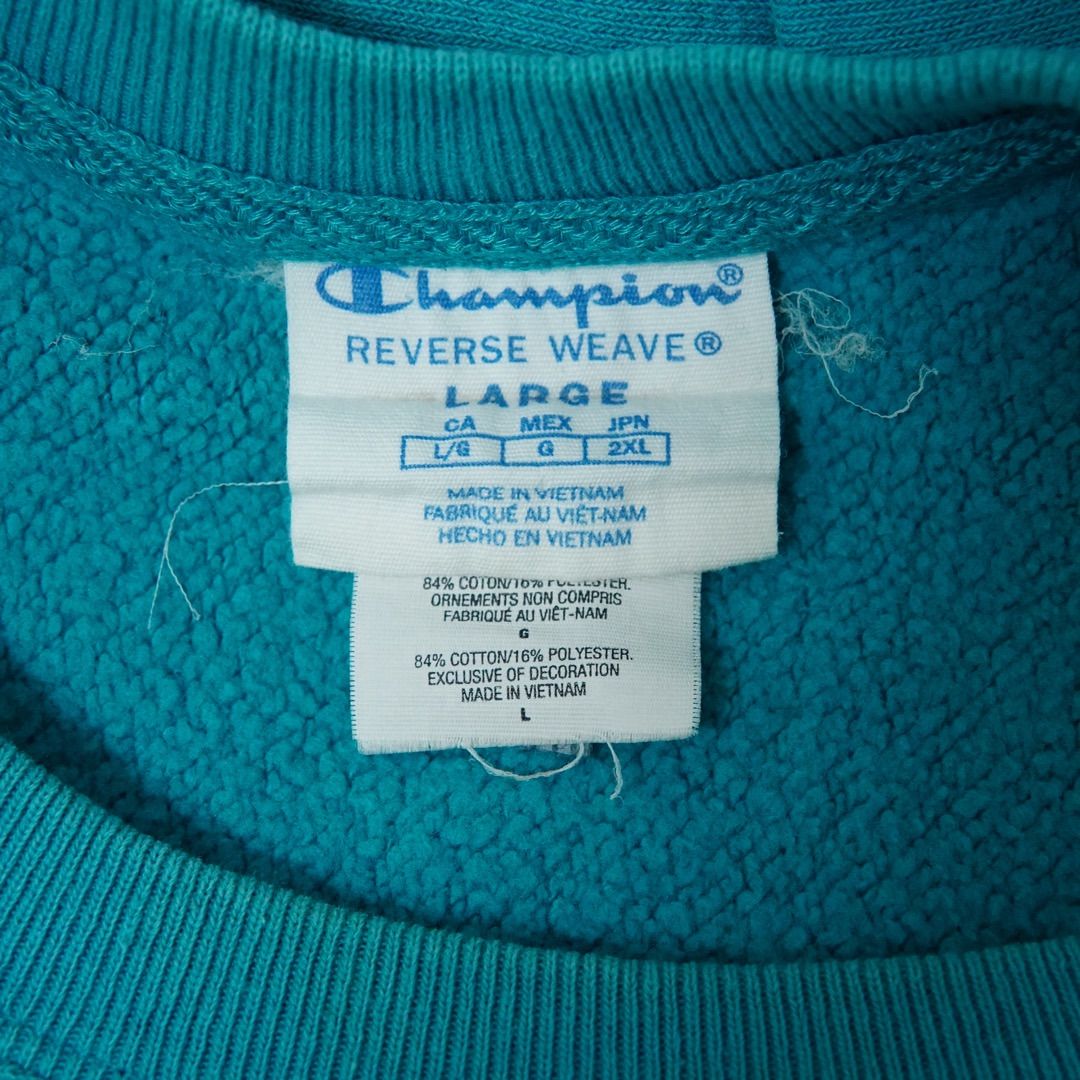 Champion®
REVERSE WEAVE®
LARGE
CA MEX JPN
L/G G 2XL
MADE IN VIETNAM
FABRIQUÉ AU VIÊT-NAM
HECHO EN VIETNAM
84% COTON/16% POLYESTER.
ORNEMENTS NON COMPRIS
FABRIQUÉ AU VIÊT-NAM
G
84% COTTON/16% POLYESTER.
EXCLUSIVE OF DECORATION
MADE IN VIETNAM
L